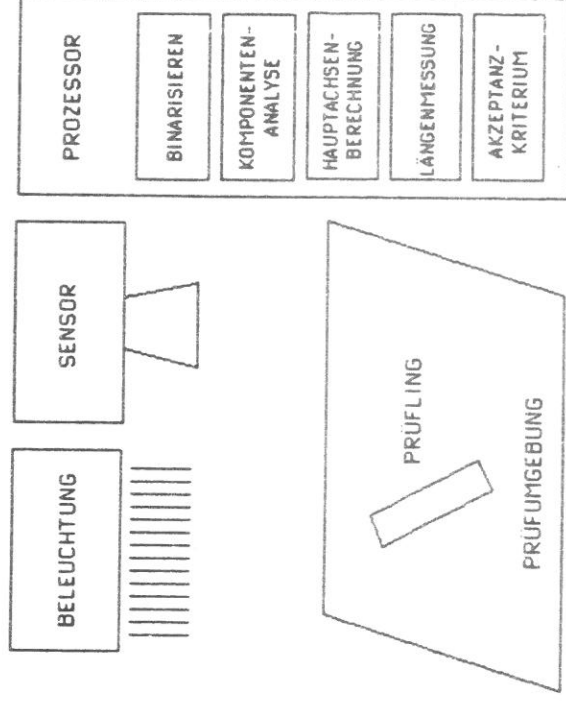 BELEUCHTUNG
SENSOR
PROZESSOR
BINARISIEREN
KOMPONENTEN-
ANALYSE
HAUPTACHSEN-
BERECHNUNG
LÄNGENMESSUNG
AKZEPTANZ-
KRITERIUM
PRÜFLING
PRÜFUMGEBUNG